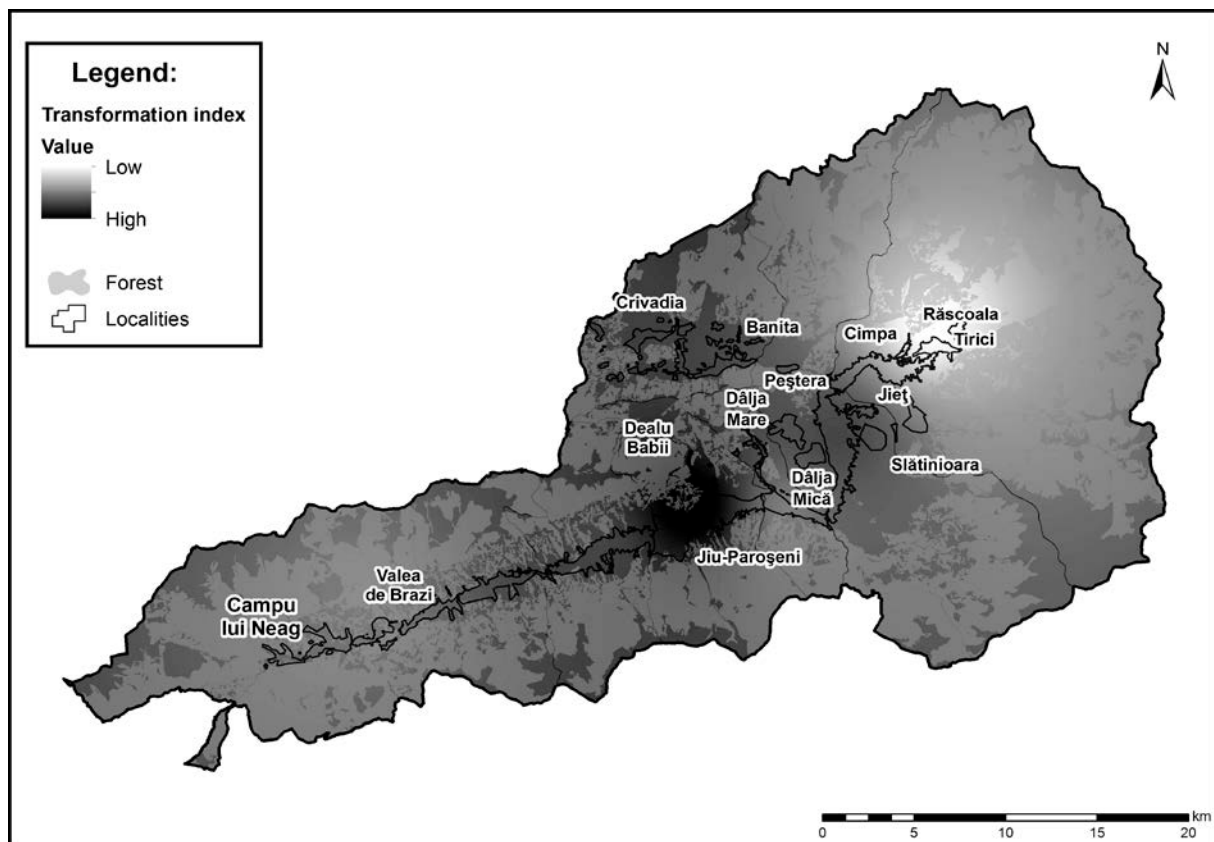 Legend:
Transformation index
Value
Low
High
Forest
Localities
N
Crivadia
Banita
Răscoala
Cimpa
Tirici
Peştera
Jieţ
Dâlja
Mare
Dealu
Babii
Slătinioara
Dâlja
Mică
Jiu-Paroşeni
Valea
de Brazi
Campu
lui Neag
km
0 5 10 15 20